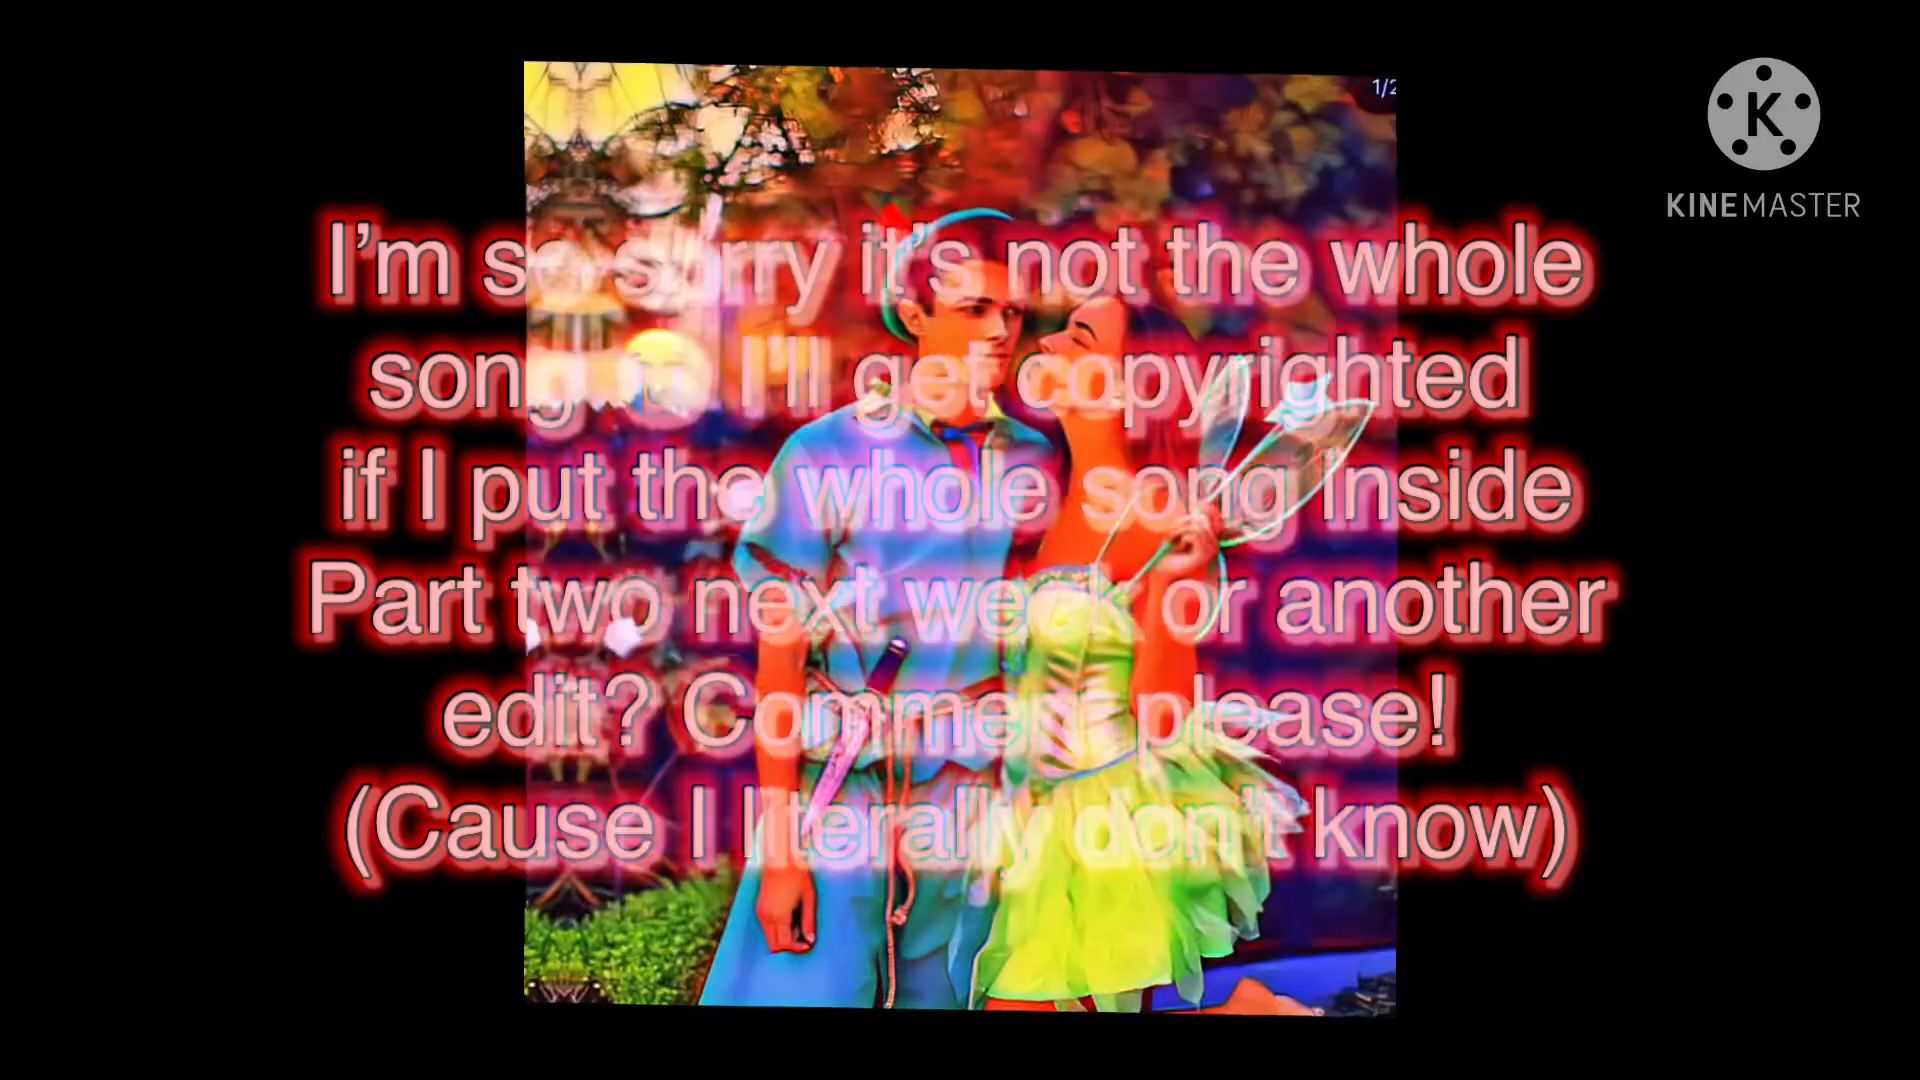 1/2
KINEMASTER
I'm so sorry it's not the whole
song I'll get copyrighted
if I put the whole song inside
Part two next week or another
edit? Comment please!
(Cause I literally don't know)